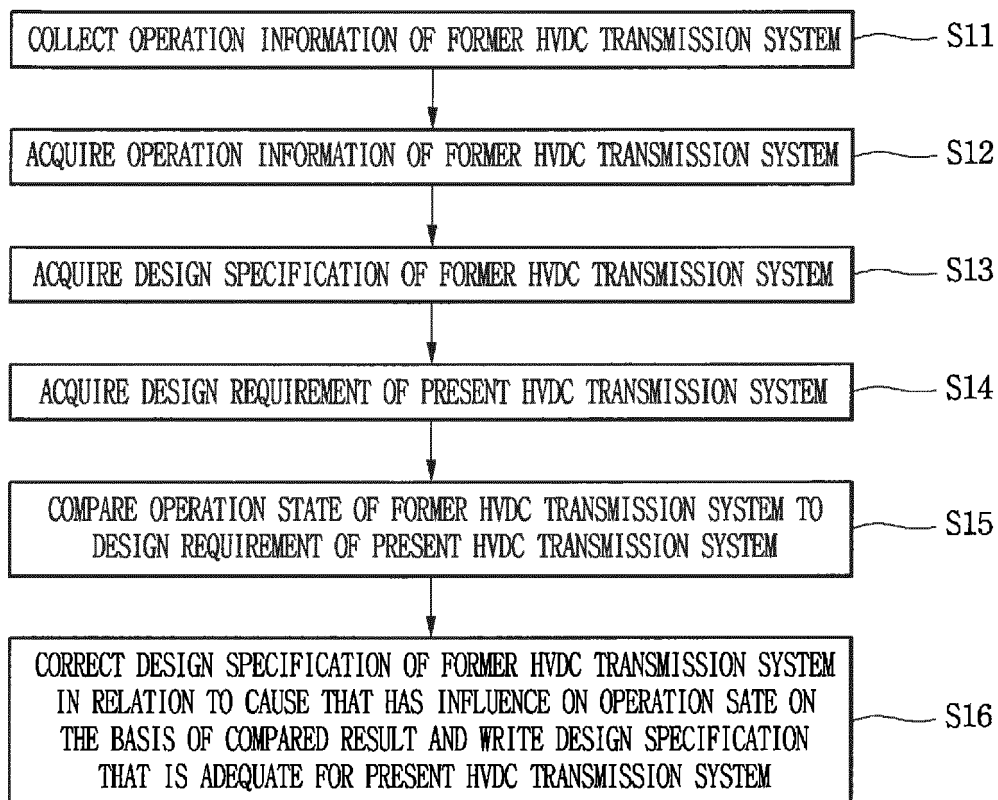 COLLECT OPERATION INFORMATION OF FORMER HVDC TRANSMISSION SYSTEM
S11
ACQUIRE OPERATION INFORMATION OF FORMER HVDC TRANSMISSION SYSTEM
S12
ACQUIRE DESIGN SPECIFICATION OF FORMER HVDC TRANSMISSION SYSTEM
S13
ACQUIRE DESIGN REQUIREMENT OF PRESENT HVDC TRANSMISSION SYSTEM
S14
COMPARE OPERATION STATE OF FORMER HVDC TRANSMISSION SYSTEM TO
DESIGN REQUIREMENT OF PRESENT HVDC TRANSMISSION SYSTEM
S15
CORRECT DESIGN SPECIFICATION OF FORMER HVDC TRANSMISSION SYSTEM
IN RELATION TO CAUSE THAT HAS INFLUENCE ON OPERATION SATE ON
THE BASIS OF COMPARED RESULT AND WRITE DESIGN SPECIFICATION
THAT IS ADEQUATE FOR PRESENT HVDC TRANSMISSION SYSTEM
S16